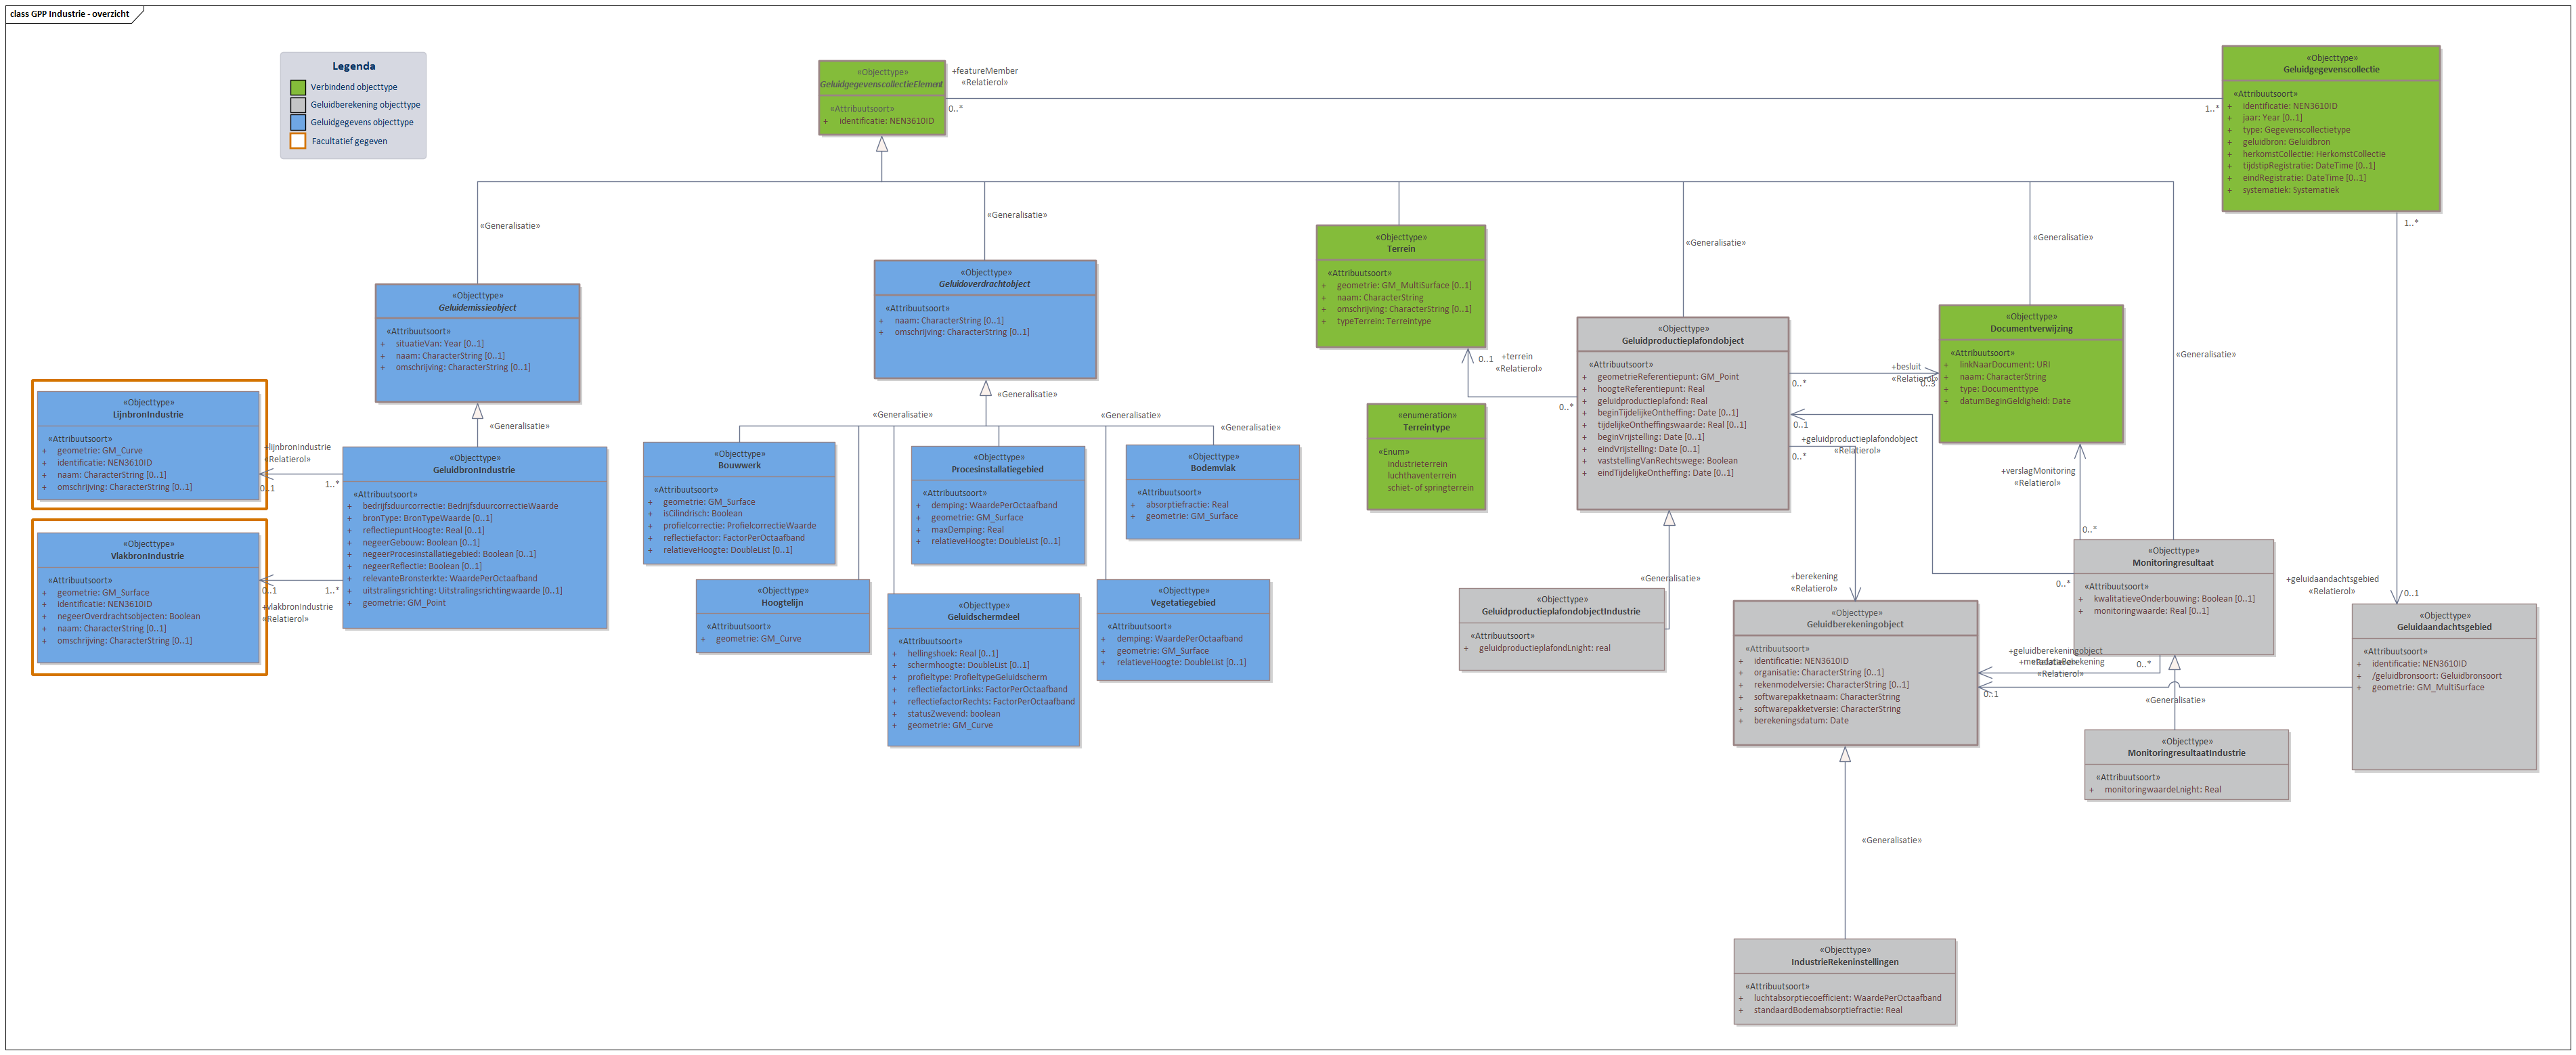 class GPP Industrie - overzicht
Legenda
Verbindend objecttype
Geluidberekening objecttype
Geluidgegevens objecttype
Facultatief gegeven
«Objecttype»
GeluidgegevenscollectieElement
«Attribuutsoort»
+ identificatie: NEN3610ID
+featureMember
«Relatierol»
0..*
1..*
«Objecttype»
Geluidgegevenscollectie
«Attribuutsoort»
+ identificatie: NEN3610ID
+ jaar: Year [0..1]
+ type: Gegevenscollectietype
+ geluidbron: Geluidbron
+ herkomstCollectie: HerkomstCollectie
+ tijdstipRegistratie: DateTime [0..1]
+ eindRegistratie: DateTime [0..1]
+ systematiek: Systematiek
1..*
«Generalisatie»
«Generalisatie»
«Generalisatie»
«Generalisatie»
«Generalisatie»
«Objecttype»
Geluidemissieobject
«Attribuutsoort»
+ situatieVan: Year [0..1]
+ naam: CharacterString [0..1]
+ omschrijving: CharacterString [0..1]
«Generalisatie»
«Objecttype»
Geluidoverdrachtobject
«Attribuutsoort»
+ naam: CharacterString [0..1]
+ omschrijving: CharacterString [0..1]
«Generalisatie»
«Generalisatie»
«Generalisatie»
«Generalisatie»
«Objecttype»
Terrein
«Attribuutsoort»
+ geometrie: GM_MultiSurface [0..1]
+ naam: CharacterString
+ omschrijving: CharacterString [0..1]
+ typeTerrein: Terreintype
0..1
+terrein
«Relatierol»
0..*
«enumeration»
Terreintype
«Enum»
industrieterrein
luchthaventerrein
schiet- of springterrein
«Objecttype»
Geluidproductieplafondobject
«Attribuutsoort»
+ geometrieReferentiepunt: GM_Point
+ hoogteReferentiepunt: Real
+ geluidproductieplafond: Real
+ beginTijdelijkeOntheffing: Date [0..1]
+ tijdelijkeOntheffingswaarde: Real [0..1]
+ beginVrijstelling: Date [0..1]
+ eindVrijstelling: Date [0..1]
+ vaststellingVanRechtswege: Boolean
+ eindTijdelijkeOntheffing: Date [0..1]
+besluit
«Relatierol»
0..*
0..3
0..1
+geluidproductieplafondobject
«Relatierol»
0..*
«Objecttype»
Documentverwijzing
«Attribuutsoort»
+ linkNaarDocument: URI
+ naam: CharacterString
+ type: Documenttype
+ datumBeginGeldigheid: Date
+verslagMonitoring
«Relatierol»
0..*
«Objecttype»
LijnbronIndustrie
«Attribuutsoort»
+ geometrie: GM_Curve
+ identificatie: NEN3610ID
+ naam: CharacterString [0..1]
+ omschrijving: CharacterString [0..1]
+lijnbronIndustrie
«Relatierol»
0..1
1..*
«Objecttype»
VlakbronIndustrie
«Attribuutsoort»
+ geometrie: GM_Surface
+ identificatie: NEN3610ID
+ negeerOverdrachtsobjecten: Boolean
+ naam: CharacterString [0..1]
+ omschrijving: CharacterString [0..1]
0..1
1..*
+vlakbronIndustrie
«Relatierol»
«Objecttype»
GeluidbronIndustrie
«Attribuutsoort»
+ bedrijfsduurcorrectie: BedrijfsduurcorrectieWaarde
+ bronType: BronTypeWaarde [0..1]
+ reflectiepuntHoogte: Real [0..1]
+ negeerGebouw: Boolean [0..1]
+ negeerProcesinstallatiegebied: Boolean [0..1]
+ negeerReflectie: Boolean [0..1]
+ relevanteBronsterkte: WaardePerOctaafband
+ uitstralingsrichting: Uitstralingsrichtingwaarde [0..1]
+ geometrie: GM_Point
«Objecttype»
Bouwwerk
«Attribuutsoort»
+ geometrie: GM_Surface
+ isCilindrisch: Boolean
+ profielcorrectie: ProfielcorrectieWaarde
+ reflectiefactor: FactorPerOctaafband
+ relatieveHoogte: DoubleList [0..1]
«Objecttype»
Procesinstallatiegebied
«Attribuutsoort»
+ demping: WaardePerOctaafband
+ geometrie: GM_Surface
+ maxDemping: Real
+ relatieveHoogte: DoubleList [0..1]
«Objecttype»
Bodemvlak
«Attribuutsoort»
+ absorptiefractie: Real
+ geometrie: GM_Surface
«Objecttype»
Hoogtelijn
«Attribuutsoort»
+ geometrie: GM_Curve
«Objecttype»
Geluidschermdeel
«Attribuutsoort»
+ hellingshoek: Real [0..1]
+ schermhoogte: DoubleList [0..1]
+ profieltype: ProfieltypeGeluidscherm
+ reflectiefactorLinks: FactorPerOctaafband
+ reflectiefactorRechts: FactorPerOctaafband
+ statusZwevend: boolean
+ geometrie: GM_Curve
«Objecttype»
Vegetatiegebied
«Attribuutsoort»
+ demping: WaardePerOctaafband
+ geometrie: GM_Surface
+ relatieveHoogte: DoubleList [0..1]
«Generalisatie»
«Objecttype»
GeluidproductieplafondobjectIndustrie
«Attribuutsoort»
+ geluidproductieplafondLnight: real
+berekening
«Relatierol»
«Objecttype»
Geluidberekeningobject
«Attribuutsoort»
+ identificatie: NEN3610ID
+ organisatie: CharacterString [0..1]
+ rekenmodelversie: CharacterString [0..1]
+ softwarepakketnaam: CharacterString
+ softwarepakketversie: CharacterString
+ berekeningsdatum: Date
«Objecttype»
Monitoringresultaat
«Attribuutsoort»
+ kwalitatieveOnderbouwing: Boolean [0..1]
+ monitoringwaarde: Real [0..1]
0..*
+geluidberekeningobject
+metadataBerekening
«Relatierol»
0..*
0..1
«Generalisatie»
«Objecttype»
MonitoringresultaatIndustrie
«Attribuutsoort»
+ monitoringwaardeLnight: Real
+geluidaandachtsgebied
«Relatierol»
0..1
«Objecttype»
Geluidaandachtsgebied
«Attribuutsoort»
+ identificatie: NEN3610ID
+ /geluidbronsoort: Geluidbronsoort
+ geometrie: GM_MultiSurface
«Generalisatie»
«Objecttype»
IndustrieRekeninstellingen
«Attribuutsoort»
+ luchtabsorptiecoefficient: WaardePerOctaafband
+ standaardBodemabsorptiefractie: Real